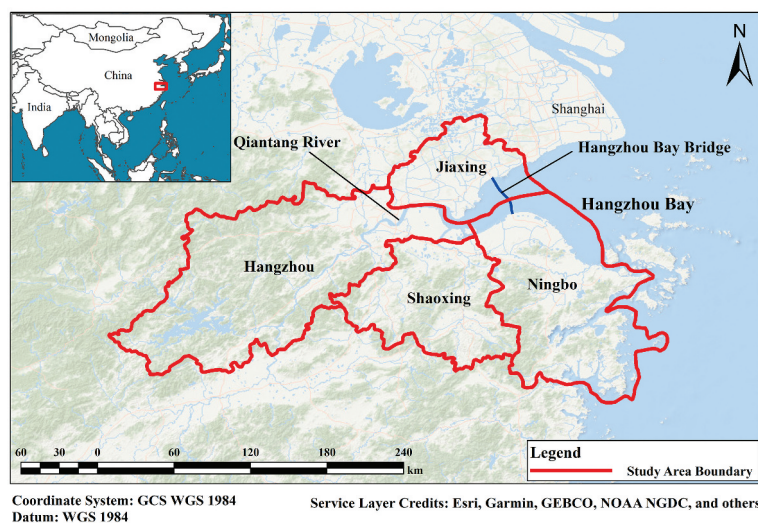 Mongolia
China
India
N
Shanghai
Qiantang River
Jiaxing
Hangzhou Bay Bridge
Hangzhou Bay
Hangzhou
Shaoxing
Ningbo
60 30 0 60 120 180 240
km
Legend
Study Area Boundary
Coordinate System: GCS WGS 1984
Datum: WGS 1984
Service Layer Credits: Esri, Garmin, GEBCO, NOAA NGDC, and others